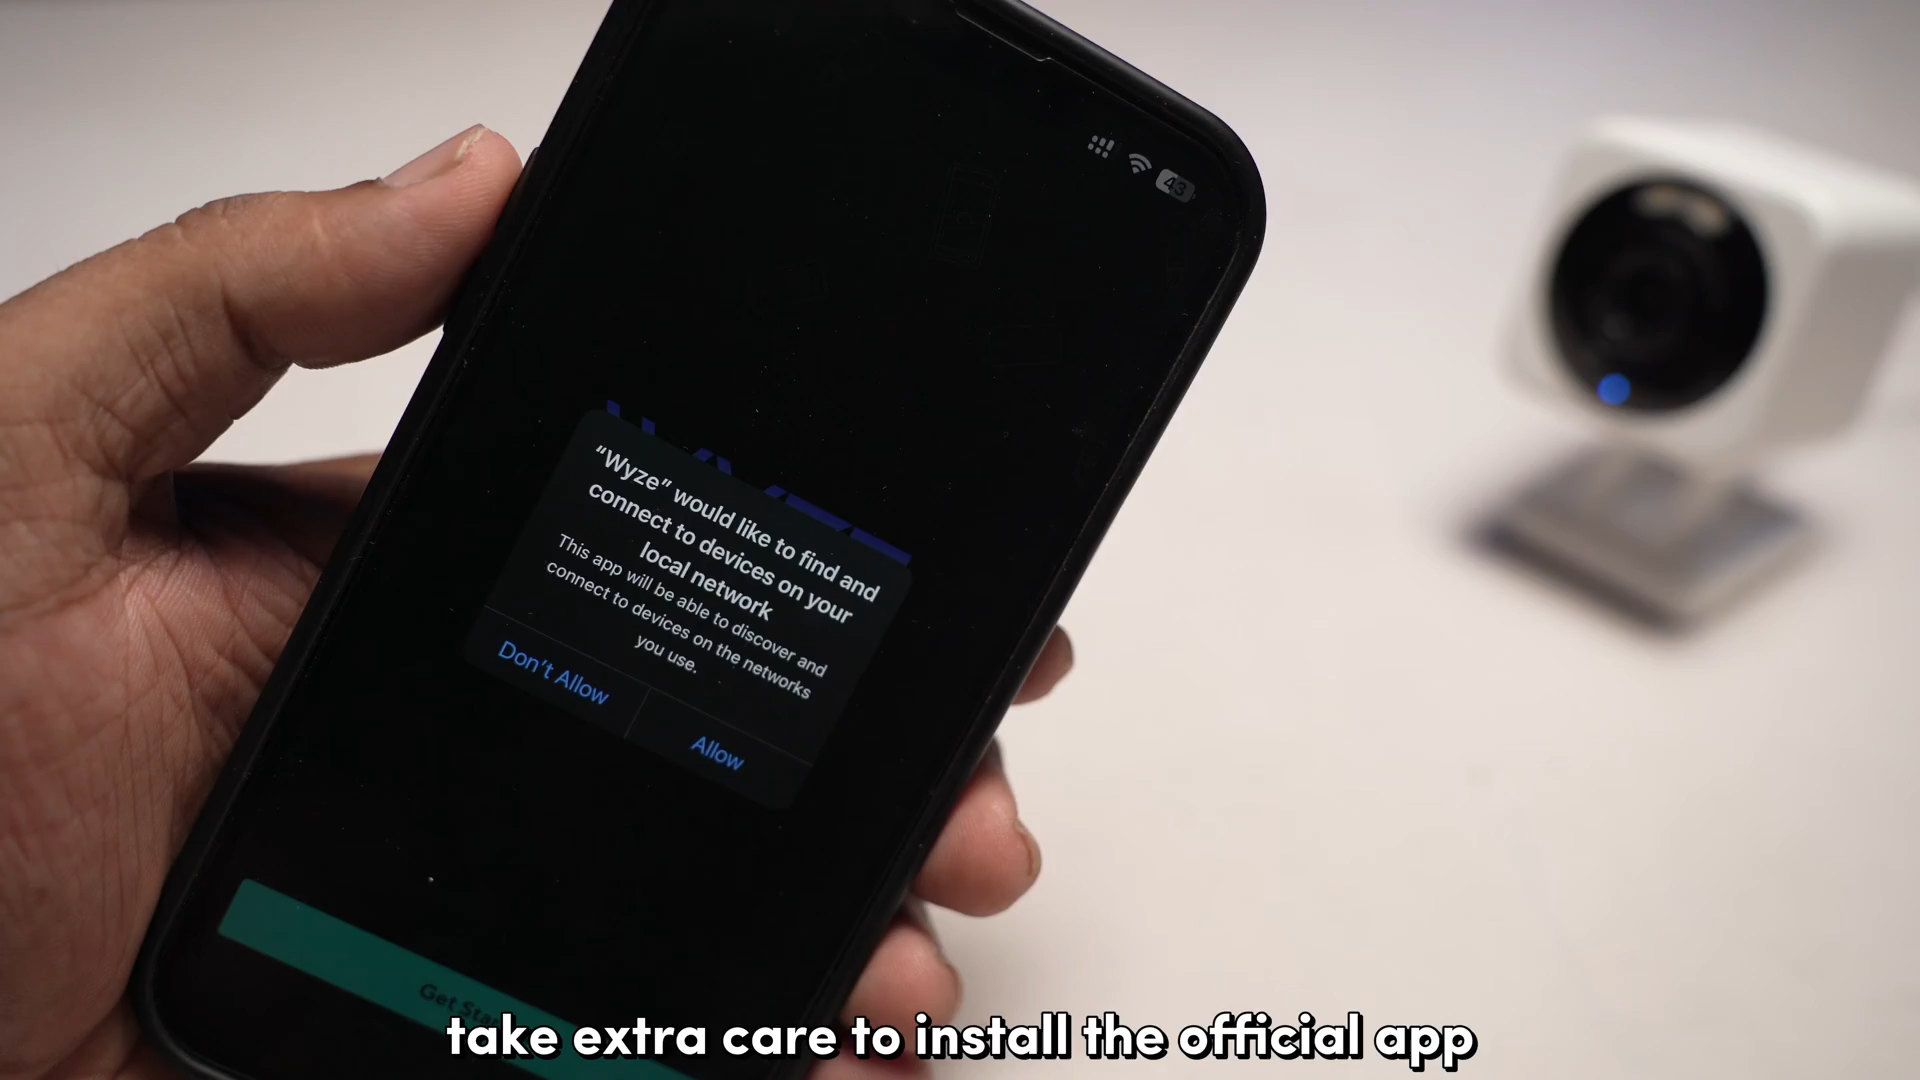 43
“Wyze” would like to find and
connect to devices on your
local network
This app will be able to discover and
connect to devices on the networks
you use.
Don’t Allow
Allow
Get
take extra care to install the official app